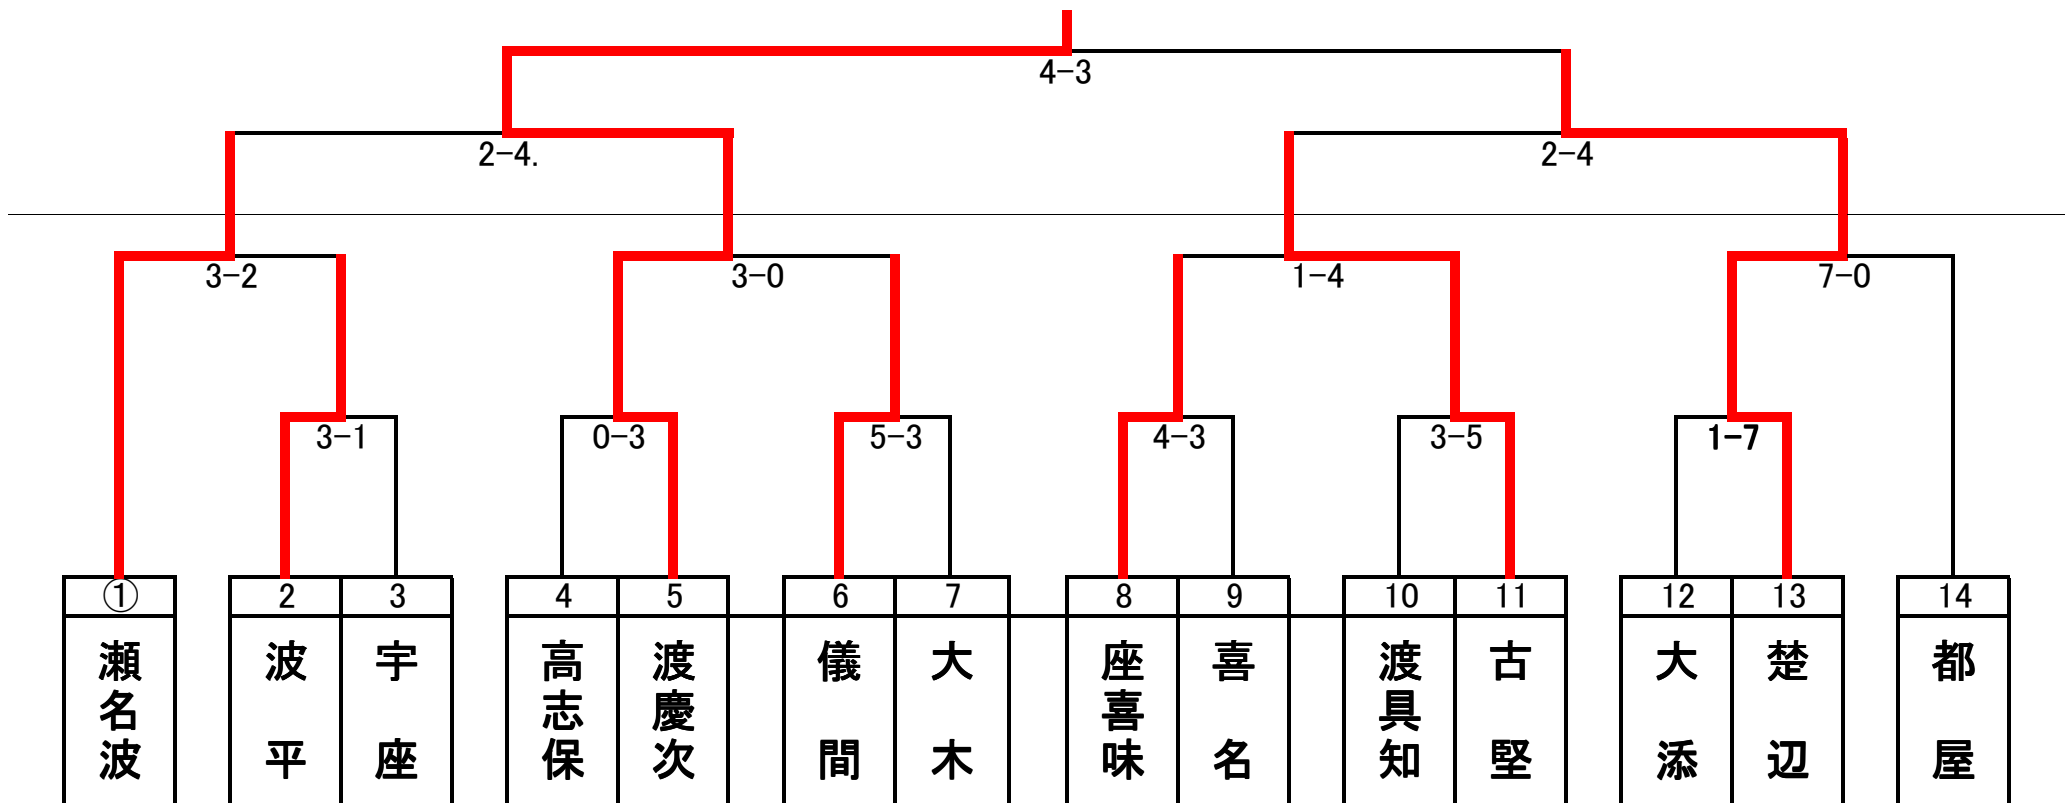 4-3
2-4.
2-4
3-2
3-0
1-4
7-0
3-1
0-3
5-3
4-3
3-5
1-7
① 2 3 4 5 6 7 8 9 10 11 12 13 14
瀬名波
波平
宇座
高志保
渡慶次
儀間
大木
座喜味
喜名
渡具知
古堅
大添
楚辺
都屋